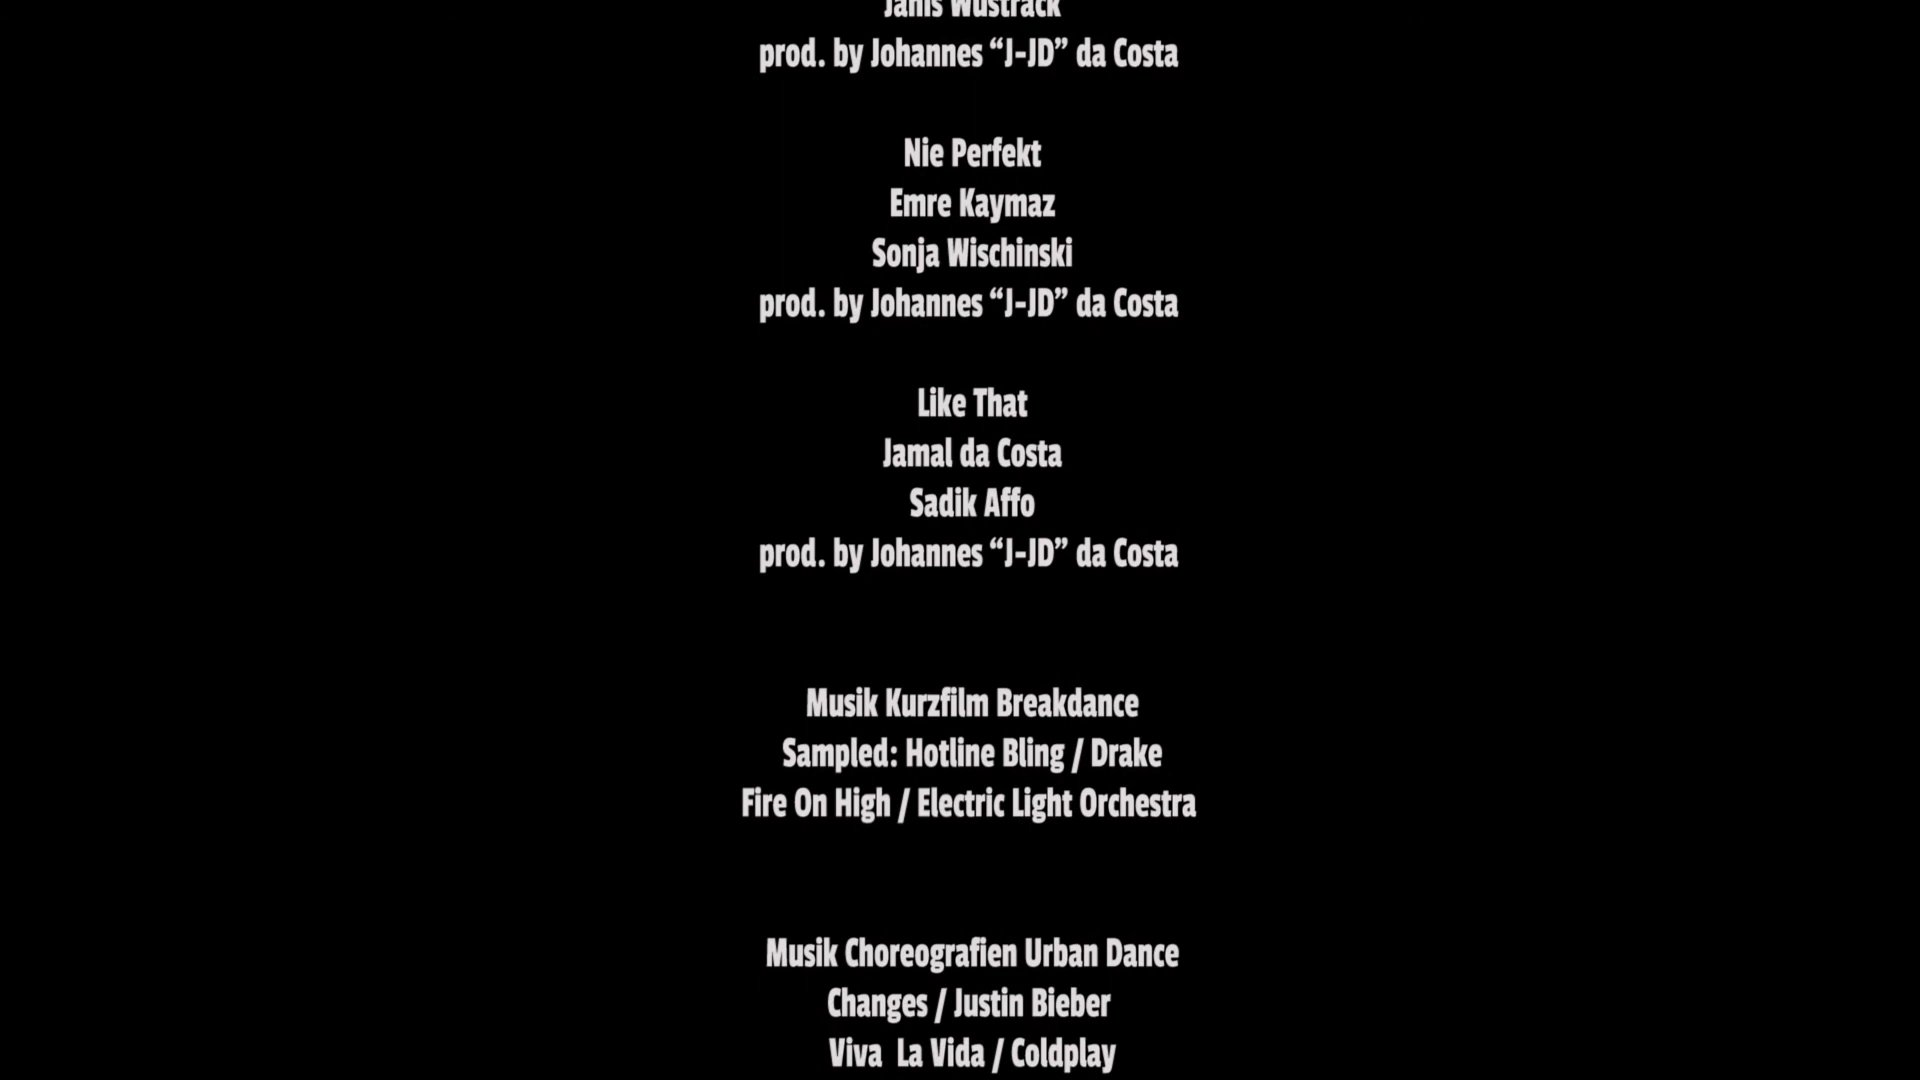 Janis Wustrack
prod. by Johannes “J-JD” da Costa
Nie Perfekt
Emre Kaymaz
Sonja Wischinski
prod. by Johannes “J-JD” da Costa
Like That
Jamal da Costa
Sadik Affo
prod. by Johannes “J-JD” da Costa
Musik Kurzfilm Breakdance
Sampled: Hotline Bling / Drake
Fire On High / Electric Light Orchestra
Musik Choreografien Urban Dance
Changes / Justin Bieber
Viva  La Vida / Coldplay